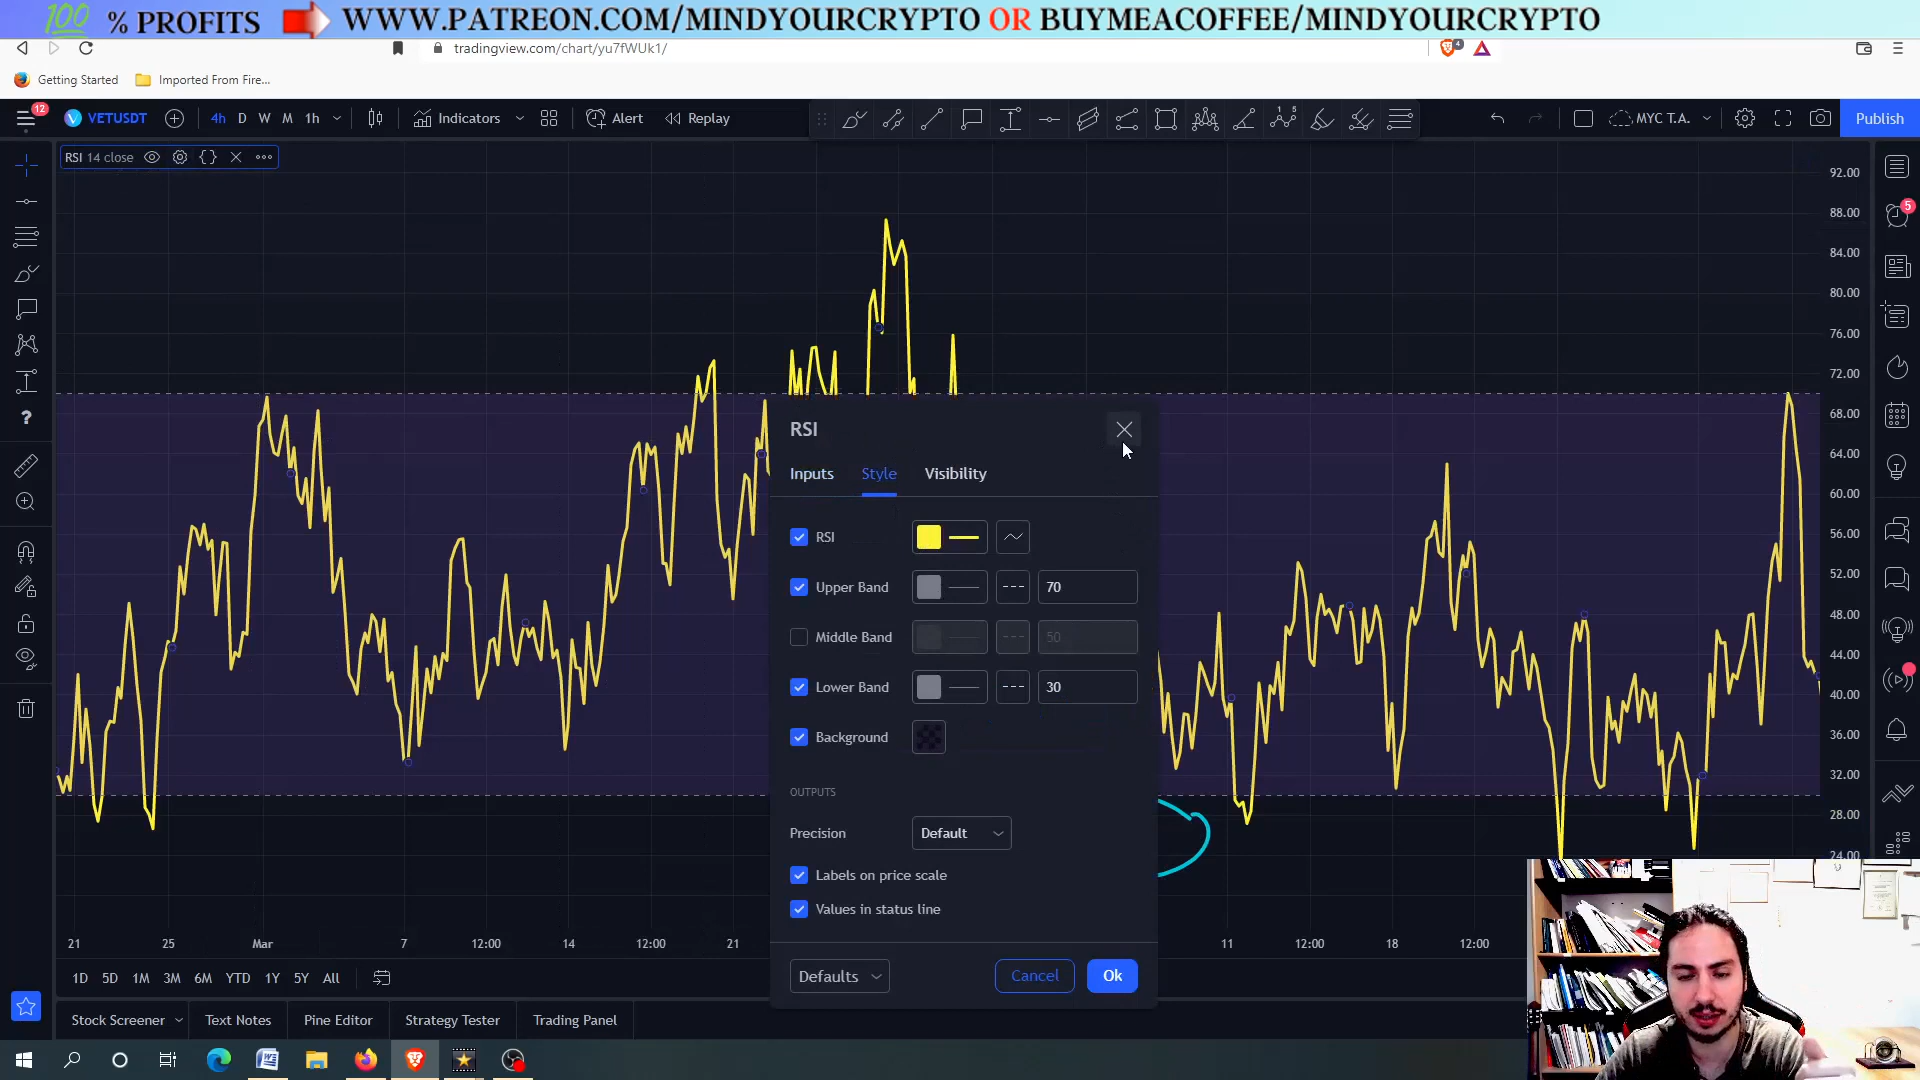 100 % PROFITS WWW.PATREON.COM/MINDYOURCRYPTO OR BUYMEACOFFEE/MINDYOURCRYPTO
tradingview.com/chart/yu7fWUk1/
4
Getting Started Imported From Fire...
12 VETUSDT 4h D W M 1h Indicators Alert Replay MYC T.A. Publish
RSI 14 close
92.00
88.00
5
84.00
80.00
76.00
72.00
68.00
64.00
60.00
56.00
52.00
48.00
44.00
40.00
36.00
32.00
28.00
24.00
RSI
Inputs Style Visibility
RSI
Upper Band 70
Middle Band 50
Lower Band 30
Background
OUTPUTS
Precision Default
Labels on price scale
Values in status line
Defaults Cancel Ok
21 25 Mar 7 12:00 14 12:00 21 11 12:00 18 12:00
1D 5D 1M 3M 6M YTD 1Y 5Y All
Stock Screener Text Notes Pine Editor Strategy Tester Trading Panel